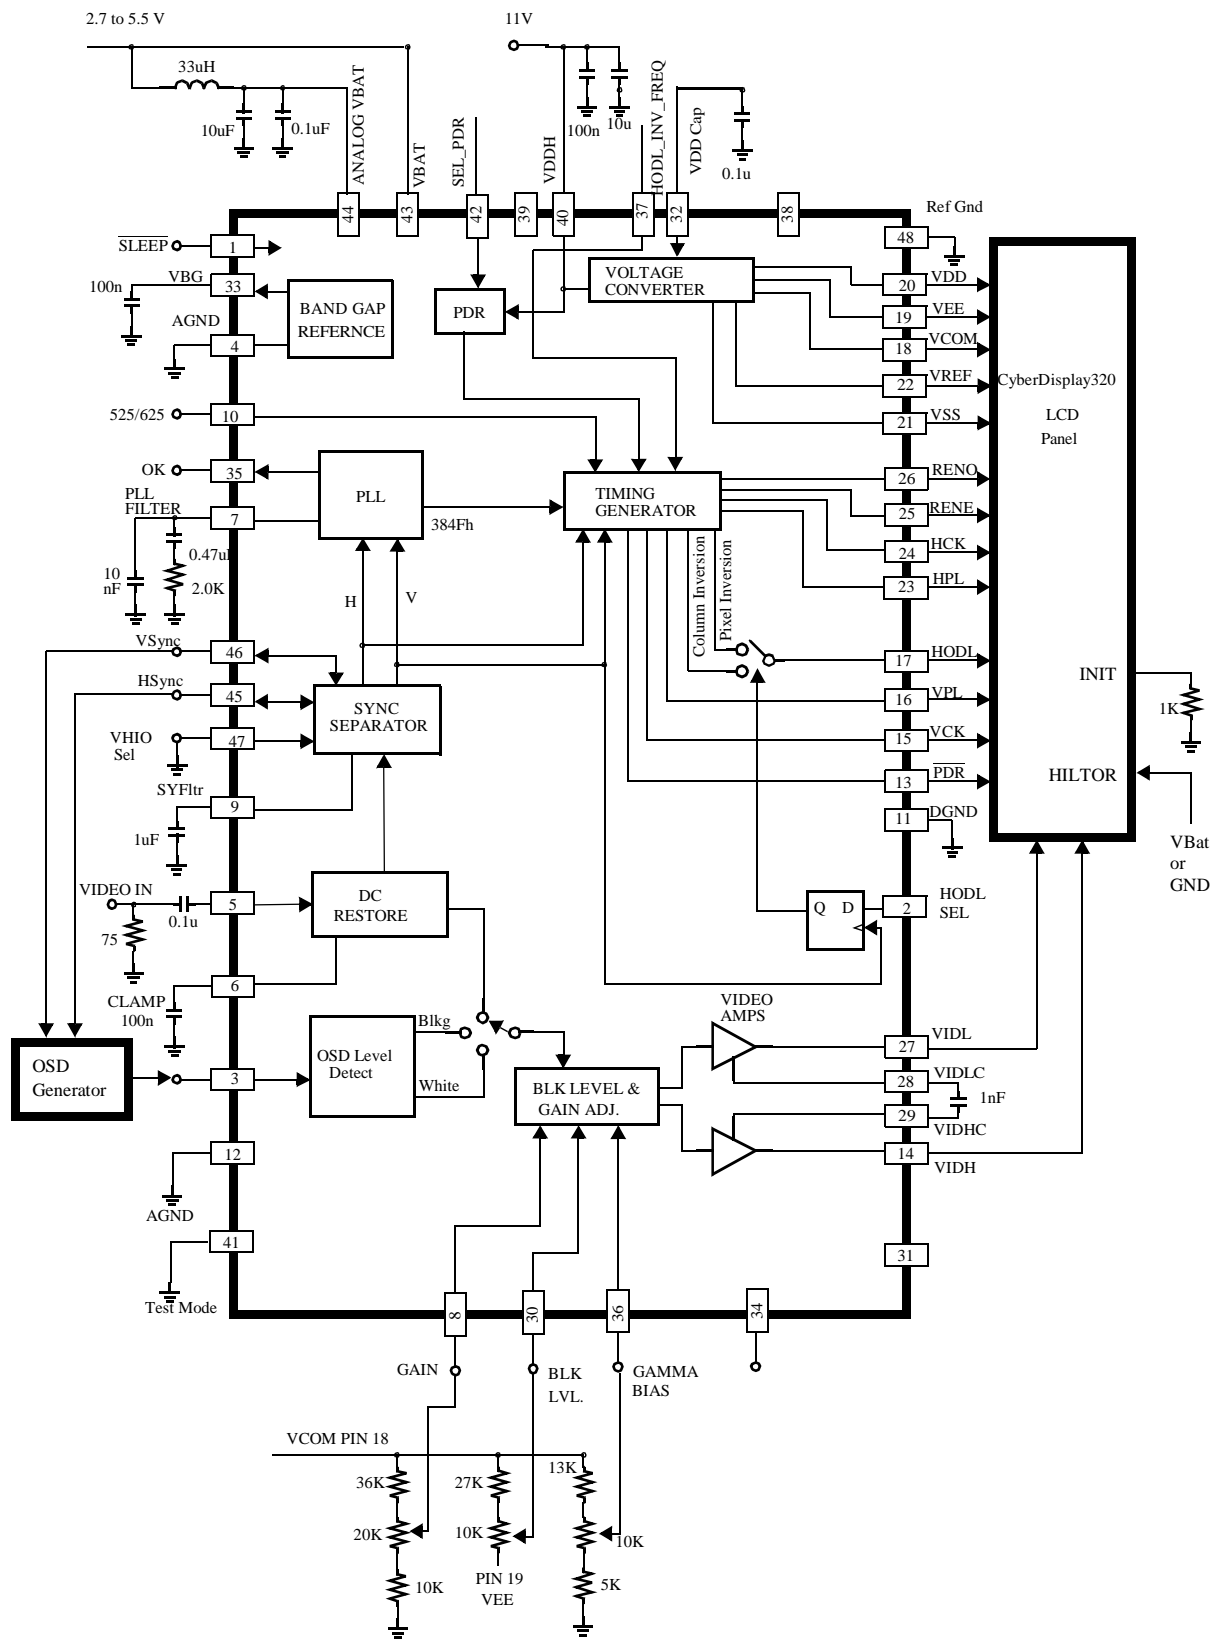 2.7 to 5.5 V
11V
33uH
10uF
0.1uF
ANALOG VBAT
VBAT
SEL_PDR
VDDH
100n
10u
HODL_INV_FREQ
VDD Cap
0.1u
44
43
42
39
40
37
32
38
Ref Gnd
48
SLEEP
1
VBG
33
100n
BAND GAP
REFERNCE
AGND
4
PDR
VOLTAGE
CONVERTER
20
VDD
19
VEE
18
VCOM
22
VREF
21
VSS
CyberDisplay320
LCD
Panel
525/625
10
OK
35
PLL
FILTER
7
0.47u
10
nF
2.0K
PLL
384Fh
TIMING
GENERATOR
26
RENO
25
RENE
24
HCK
23
HPL
H
V
Column Inversion
Pixel Inversion
VSync
46
HSync
45
VHIO
Sel
47
SYNC
SEPARATOR
17
HODL
16
VPL
15
VCK
13
PDR
11
DGND
INIT
1K
HILTOR
VBat
or
GND
SYFltr
9
1uF
VIDEO IN
0.1u
5
75
DC
RESTORE
6
CLAMP
100n
Q D
2
HODL
SEL
OSD
Generator
3
OSD Level
Detect
Blkg
White
BLK LEVEL &
GAIN ADJ.
VIDEO
AMPS
27
VIDL
28
VIDLC
1nF
29
VIDHC
14
VIDH
12
AGND
41
Test Mode
31
8
30
36
34
GAIN
BLK
LVL.
GAMMA
BIAS
VCOM PIN 18
36K
27K
13K
20K
10K
10K
10K
PIN 19
VEE
5K